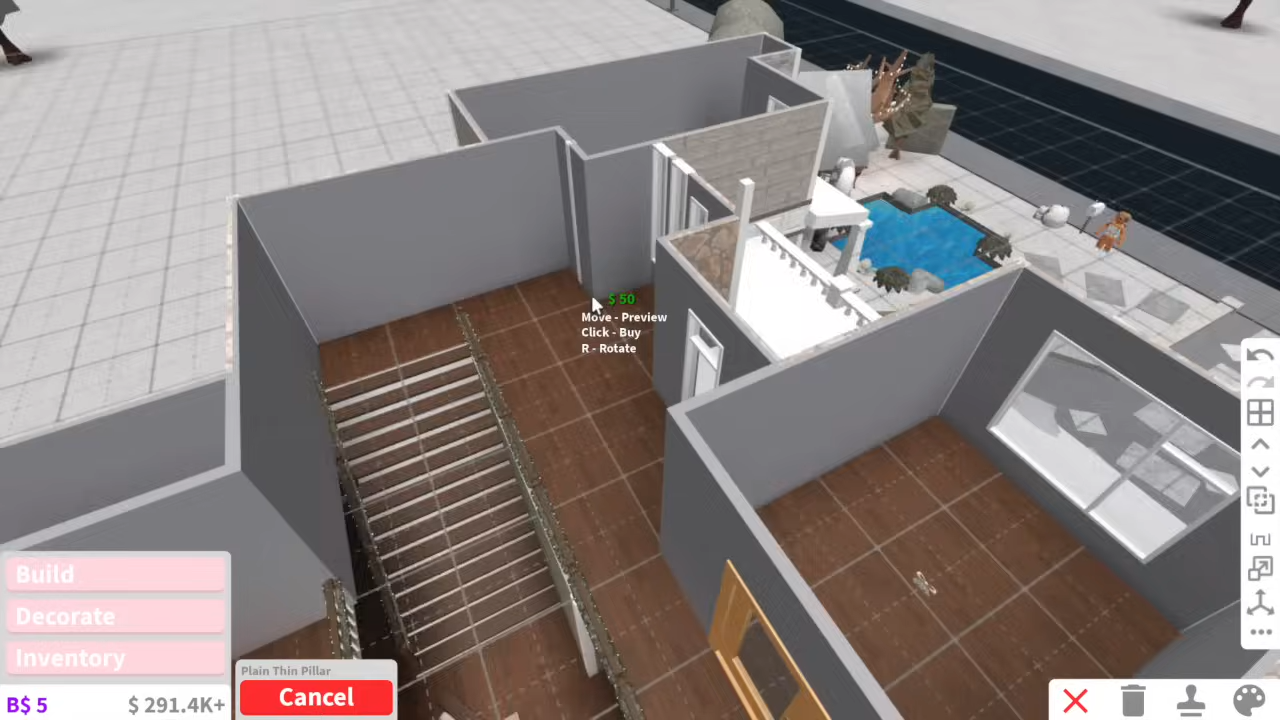 $ 50
Move - Preview
Click - Buy
R - Rotate
Build
Decorate
Inventory
B$ 5
$ 291.4K+
Plain Thin Pillar
Cancel